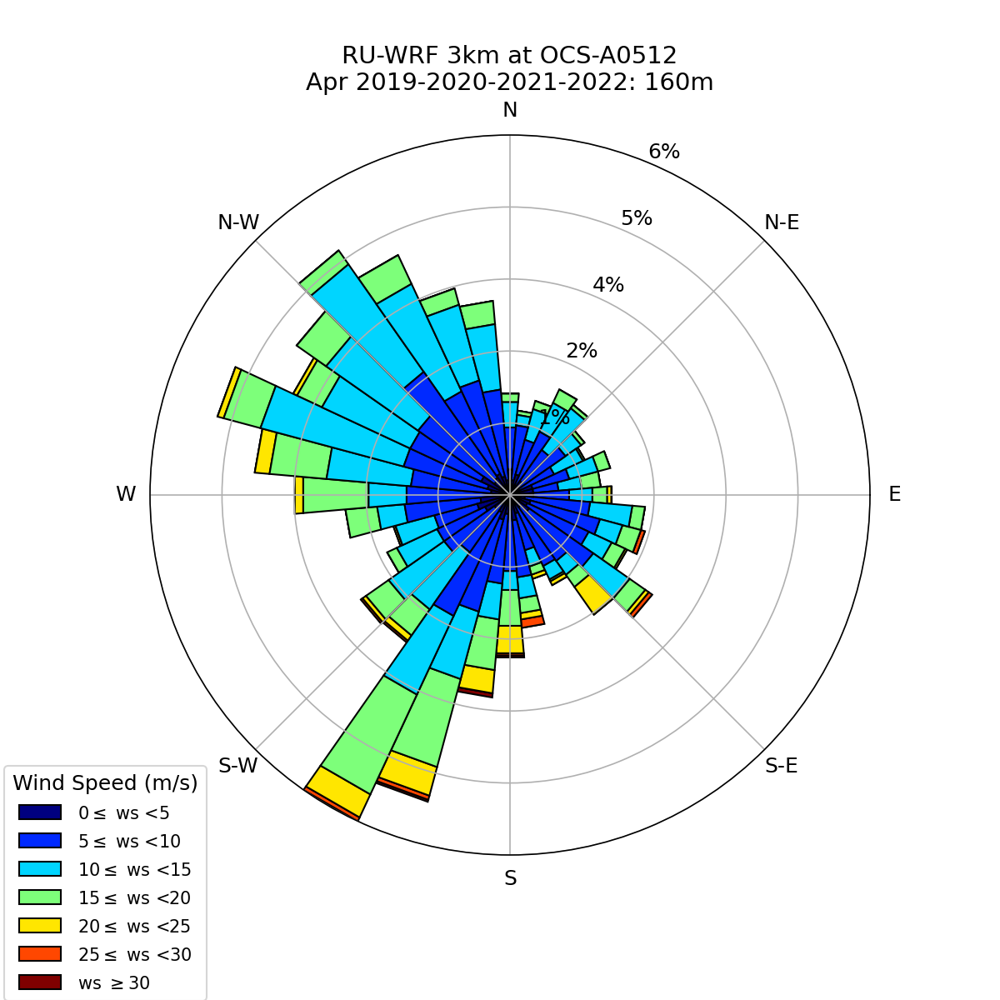 RU-WRF 3km at OCS-A0512
Apr 2019-2020-2021-2022: 160m
N
6%
N-W
5%
N-E
4%
2%
1%
W
E
S-W
S-E
S
Wind Speed (m/s)
0≤ ws <5
5≤ ws <10
10≤ ws <15
15≤ ws <20
20≤ ws <25
25≤ ws <30
ws ≥30